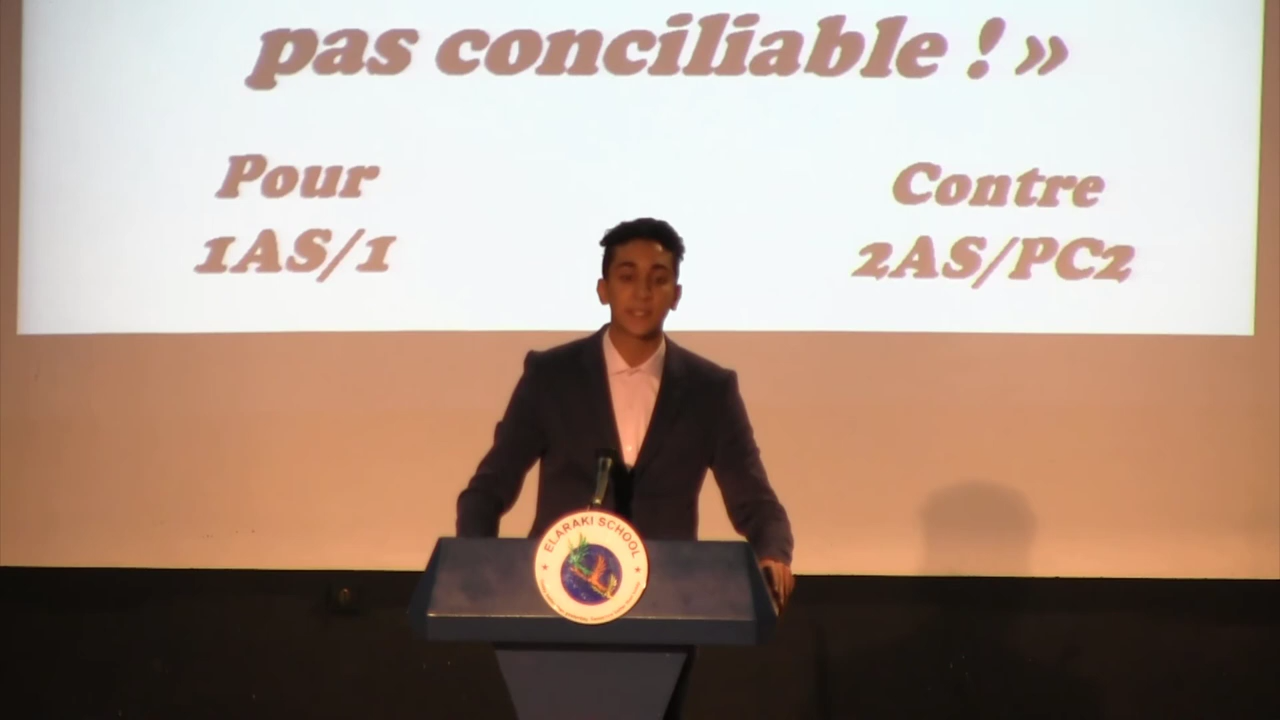 pas conciliable ! »
Pour
Contre
1AS/1
2AS/PC2
ELARAKI SCHOOL